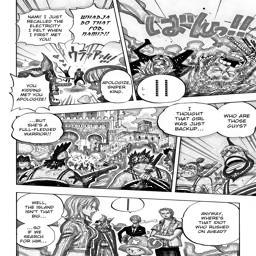 WHADJA
DO THAT
FOR,
NAMI?!!
APOLOGIZE,
SNIPER
KING.
NAMI! I JUST
RECALLED THE
ELECTRICITY
I FELT
WHEN I
FIRST MET
YOU!
YOU
KIDDING
ME? YOU
APOLOGIZE!
WHO ARE
THOSE
GUYS?
I
THOUGHT
THAT GIRL
WAS JUST
BACKUP...
...BUT
SHE'S A
FULL-FLEDGED
WARRIOR!!
ANYWAY,
WHERE'S
THAT IDIOT
WHO RUSHED
ON AHEAD?
WELL,
THE ISLAND
ISN'T THAT
BIG...
...SO IF
WE SEARCH
FOR HIM...